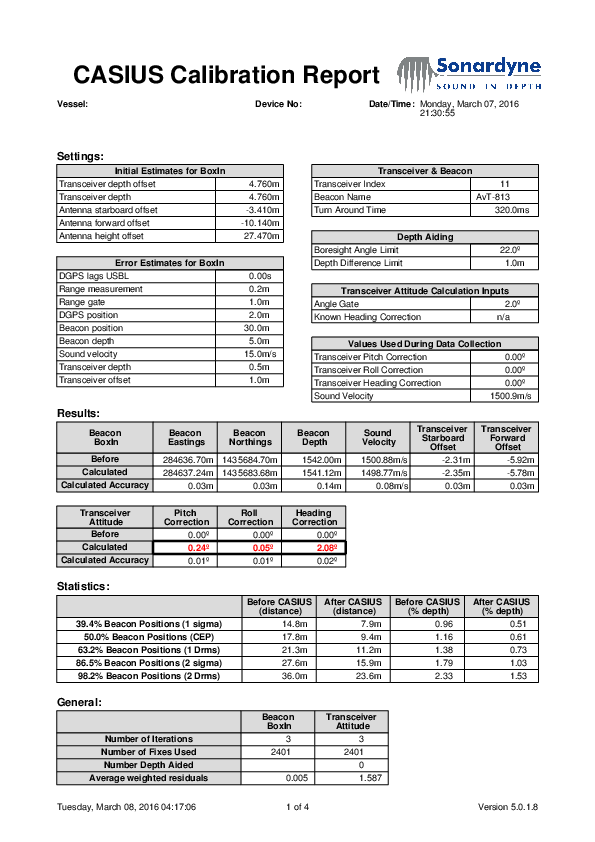 CASIUS Calibration Report
Sonardyne
SOUND IN DEPTH
Vessel: Device No: Date/Time: Monday, March 07, 2016
21:30:55
Settings:
Initial Estimates for BoxIn
Transceiver depth offset 4.760m
Transceiver depth 4.760m
Antenna starboard offset -3.410m
Antenna forward offset -10.140m
Antenna height offset 27.470m
Error Estimates for BoxIn
DGPS lags USBL 0.00s
Range measurement 0.2m
Range gate 1.0m
DGPS position 2.0m
Beacon position 30.0m
Beacon depth 5.0m
Sound velocity 15.0m/s
Transceiver depth 0.5m
Transceiver offset 1.0m
Transceiver & Beacon
Transceiver Index 11
Beacon Name AvT-813
Turn Around Time 320.0ms
Depth Aiding
Boresight Angle Limit 22.0º
Depth Difference Limit 1.0m
Transceiver Attitude Calculation Inputs
Angle Gate 2.0º
Known Heading Correction n/a
Values Used During Data Collection
Transceiver Pitch Correction 0.00º
Transceiver Roll Correction 0.00º
Transceiver Heading Correction 0.00º
Sound Velocity 1500.9m/s
Results:
Beacon BoxIn Beacon Eastings Beacon Northings Beacon Depth Sound Velocity Transceiver Starboard Offset Transceiver Forward Offset
Before 284636.70m 1435684.70m 1542.00m 1500.88m/s -2.31m -5.92m
Calculated 284637.24m 1435683.68m 1541.12m 1498.77m/s -2.35m -5.78m
Calculated Accuracy 0.03m 0.03m 0.14m 0.08m/s 0.03m 0.03m
Transceiver Attitude Pitch Correction Roll Correction Heading Correction
Before 0.00º 0.00º 0.00º
Calculated 0.24º 0.05º 2.08º
Calculated Accuracy 0.01º 0.01º 0.02º
Statistics:
Before CASIUS (distance) After CASIUS (distance) Before CASIUS (% depth) After CASIUS (% depth)
39.4% Beacon Positions (1 sigma) 14.8m 7.9m 0.96 0.51
50.0% Beacon Positions (CEP) 17.8m 9.4m 1.16 0.61
63.2% Beacon Positions (1 Drms) 21.3m 11.2m 1.38 0.73
86.5% Beacon Positions (2 sigma) 27.6m 15.9m 1.79 1.03
98.2% Beacon Positions (2 Drms) 36.0m 23.6m 2.33 1.53
General:
Beacon BoxIn Transceiver Attitude
Number of Iterations 3 3
Number of Fixes Used 2401 2401
Number Depth Aided 0
Average weighted residuals 0.005 1.587
Tuesday, March 08, 2016 04:17:06 1 of 4 Version 5.0.1.8